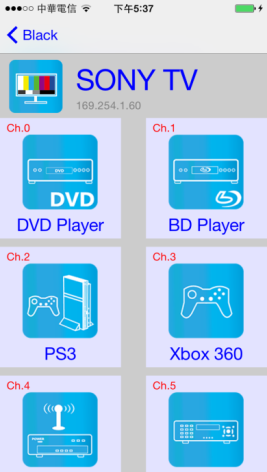 中華電信 下午5:37
Black
SONY TV
169.254.1.60
Ch.0 Ch.1
DVD DVD
DVD Player BD Player
Ch.2 Ch.3
PS3 Xbox 360
Ch.4 Ch.5